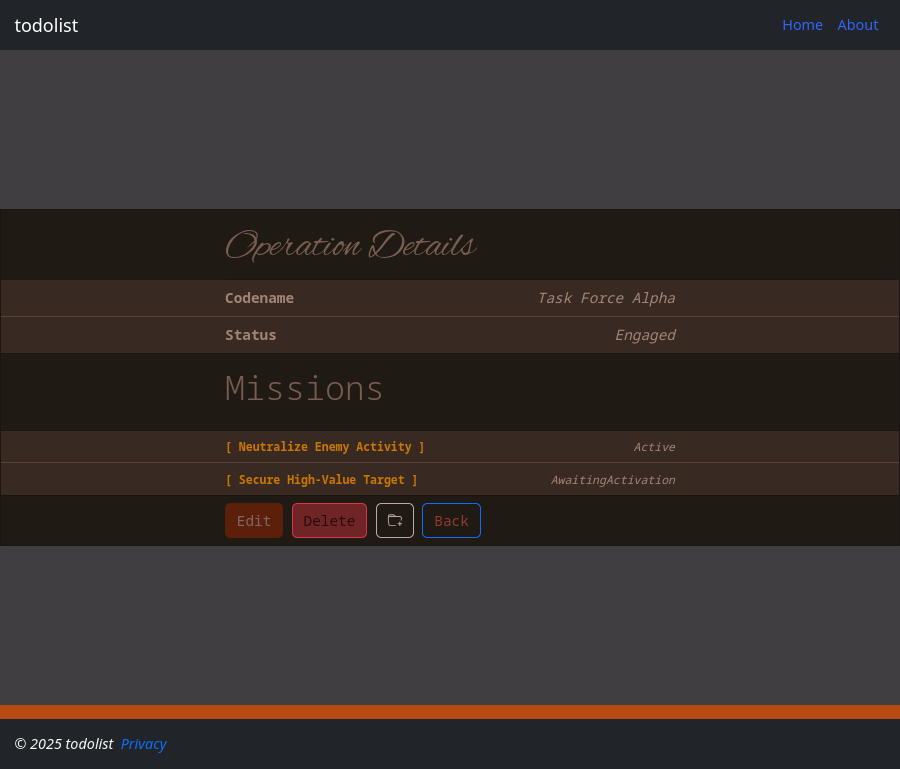 todolist Home About
Operation Details
Codename Task Force Alpha
Status Engaged
Missions
[ Neutralize Enemy Activity ] Active
[ Secure High-Value Target ] AwaitingActivation
Edit Delete Back
© 2025 todolist Privacy